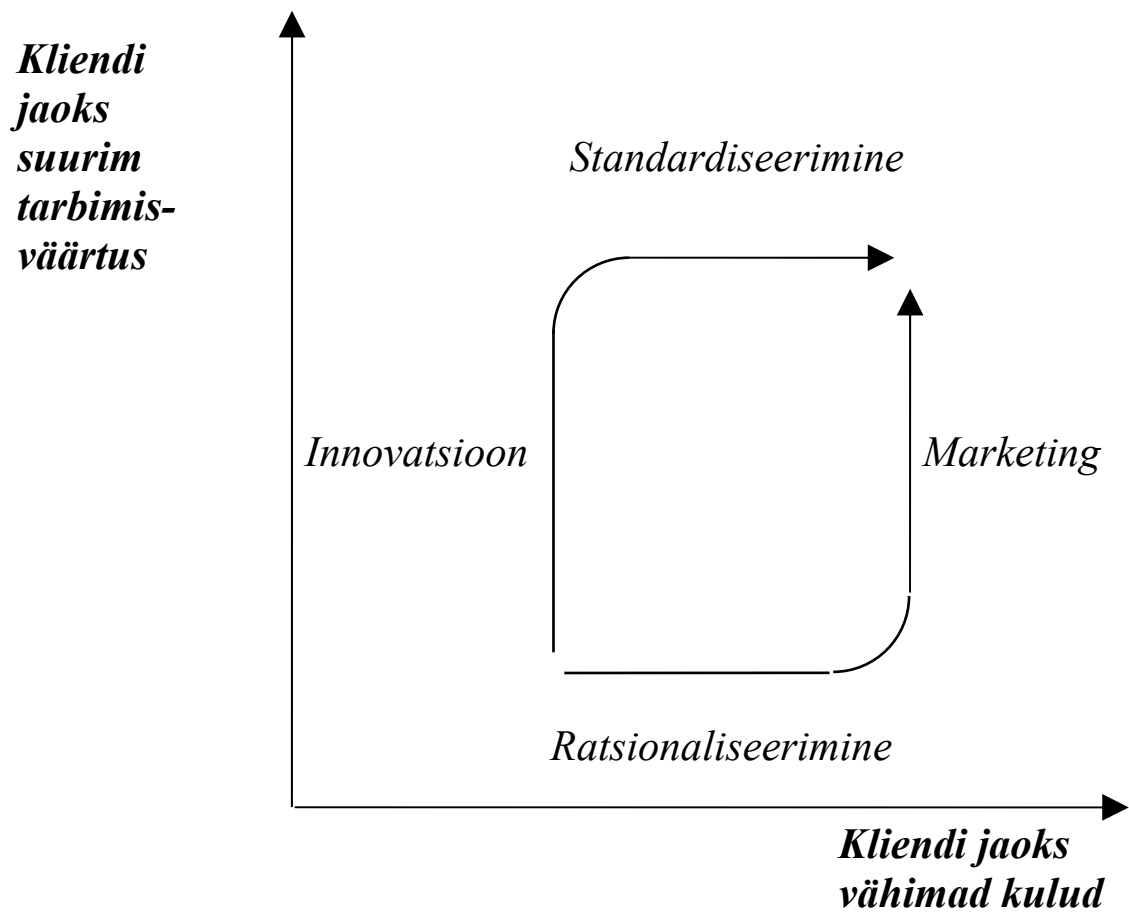 Kliendi
jaoks
suurim
tarbimis-
väärtus
Standardiseerimine
Innovatsioon
Marketing
Ratsionaliseerimine
Kliendi jaoks
vähimad kulud